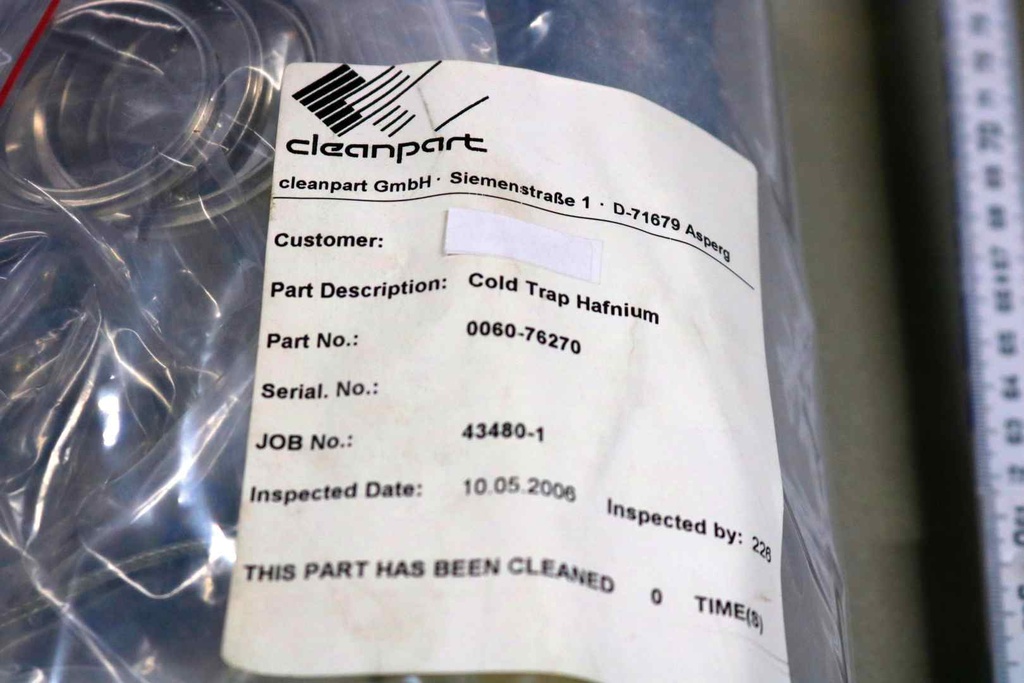 cleanpart
cleanpart GmbH · Siemenstraße 1 · D-71679 Asperg
Customer:
Part Description: Cold Trap Hafnium
Part No.: 0060-76270
Serial. No.:
JOB No.: 43480-1
Inspected Date: 10.05.2006 Inspected by: 226
THIS PART HAS BEEN CLEANED 0 TIME(S)